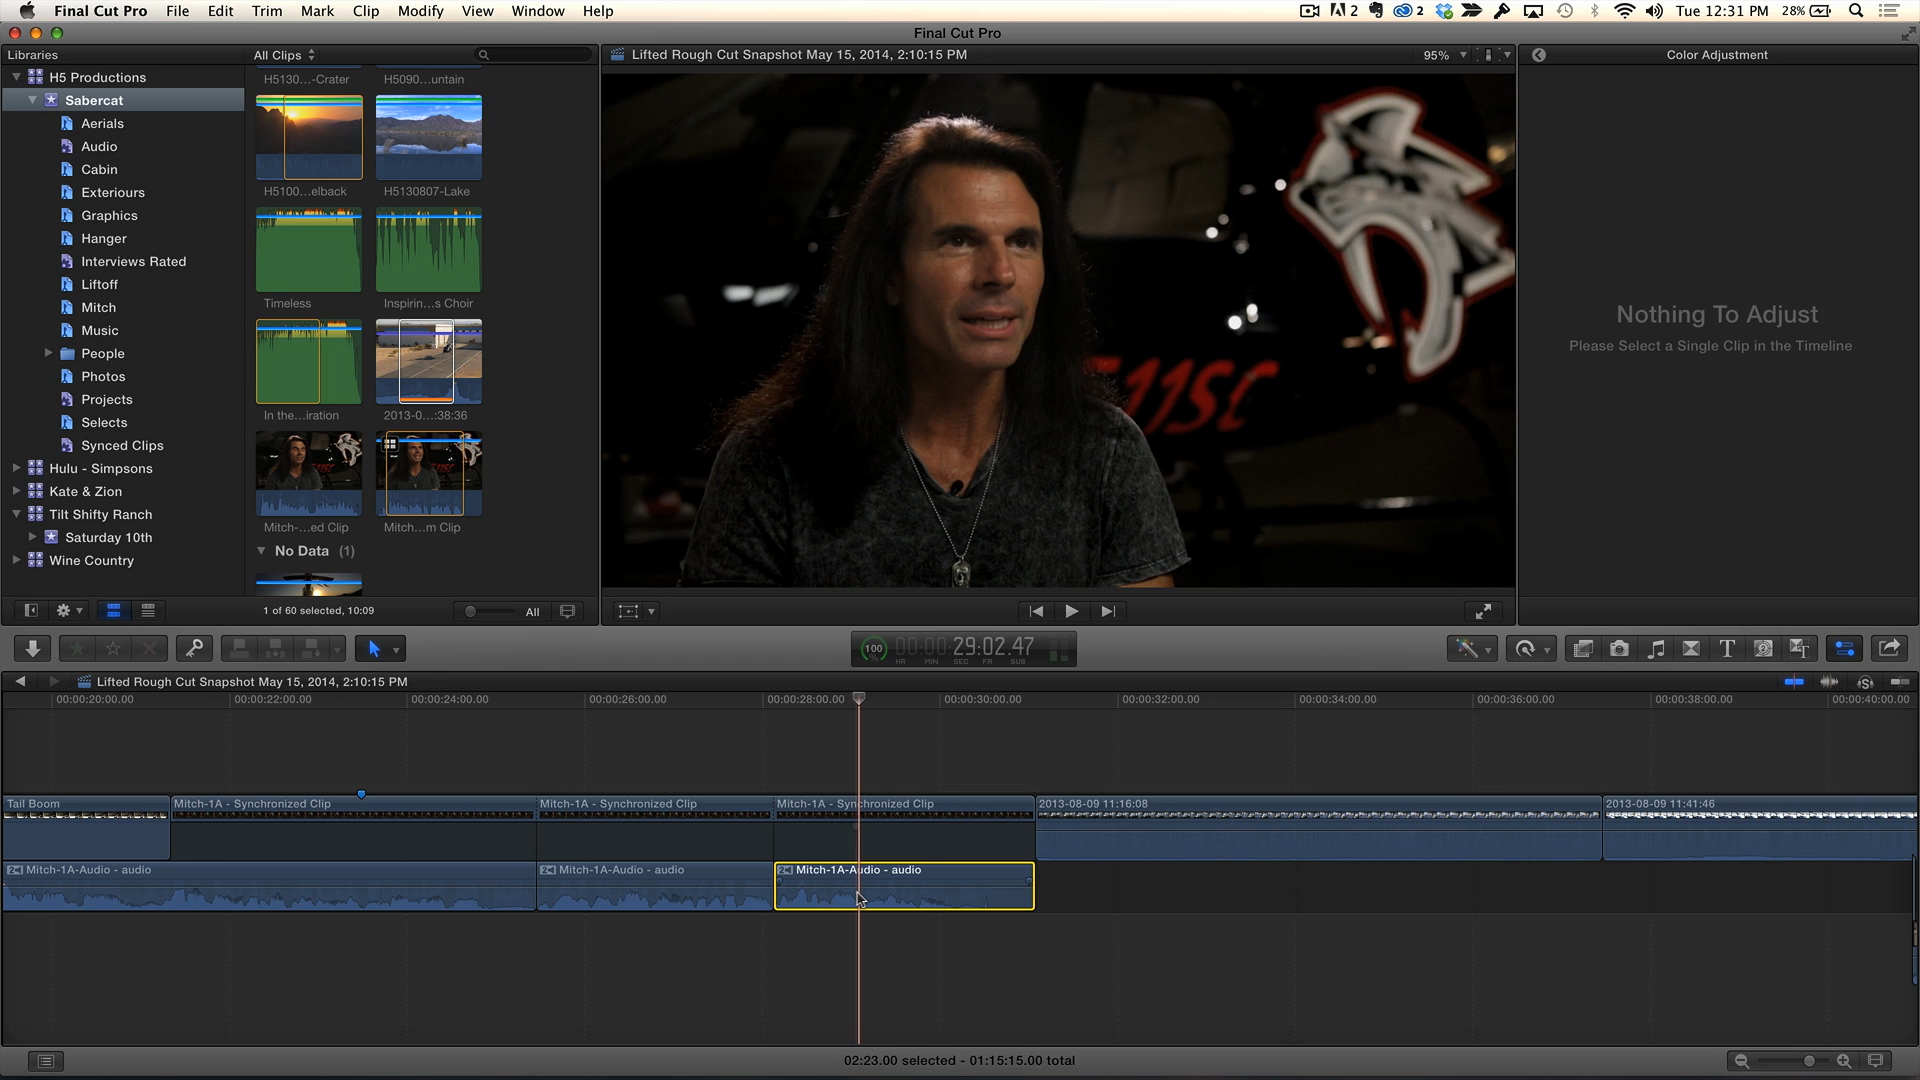 Final Cut Pro File Edit Trim Mark Clip Modify View Window Help 2 2 Tue 12:31 PM 28%
Final Cut Pro
Libraries
All Clips
Lifted Rough Cut Snapshot May 15, 2014, 2:10:15 PM
95%
Color Adjustment
H5 Productions
Sabercat
Aerials
Audio
Cabin
Exteriours
Graphics
Hanger
Interviews Rated
Liftoff
Mitch
Music
People
Photos
Projects
Selects
Synced Clips
Hulu - Simpsons
Kate & Zion
Tilt Shifty Ranch
Saturday 10th
Wine Country
H5130...-Crater
H5090...untain
H5100...elback
H5130807-Lake
Timeless
Inspirin...s Choir
In the...iration
2013-0...:38:36
Mitch-...ed Clip
Mitch...m Clip
No Data (1)
1 of 60 selected, 10:09
All
Nothing To Adjust
Please Select a Single Clip in the Timeline
100 %
00:00:29:02.47
HR MIN SEC FR SUB
Lifted Rough Cut Snapshot May 15, 2014, 2:10:15 PM
00:00:20:00.00 00:00:22:00.00 00:00:24:00.00 00:00:26:00.00 00:00:28:00.00 00:00:30:00.00 00:00:32:00.00 00:00:34:00.00 00:00:36:00.00 00:00:38:00.00 00:00:40:00.00
Tail Boom
Mitch-1A - Synchronized Clip
Mitch-1A - Synchronized Clip
Mitch-1A - Synchronized Clip
2013-08-09 11:16:08
2013-08-09 11:41:46
Mitch-1A-Audio - audio
Mitch-1A-Audio - audio
Mitch-1A-Audio - audio
02:23.00 selected - 01:15:15.00 total